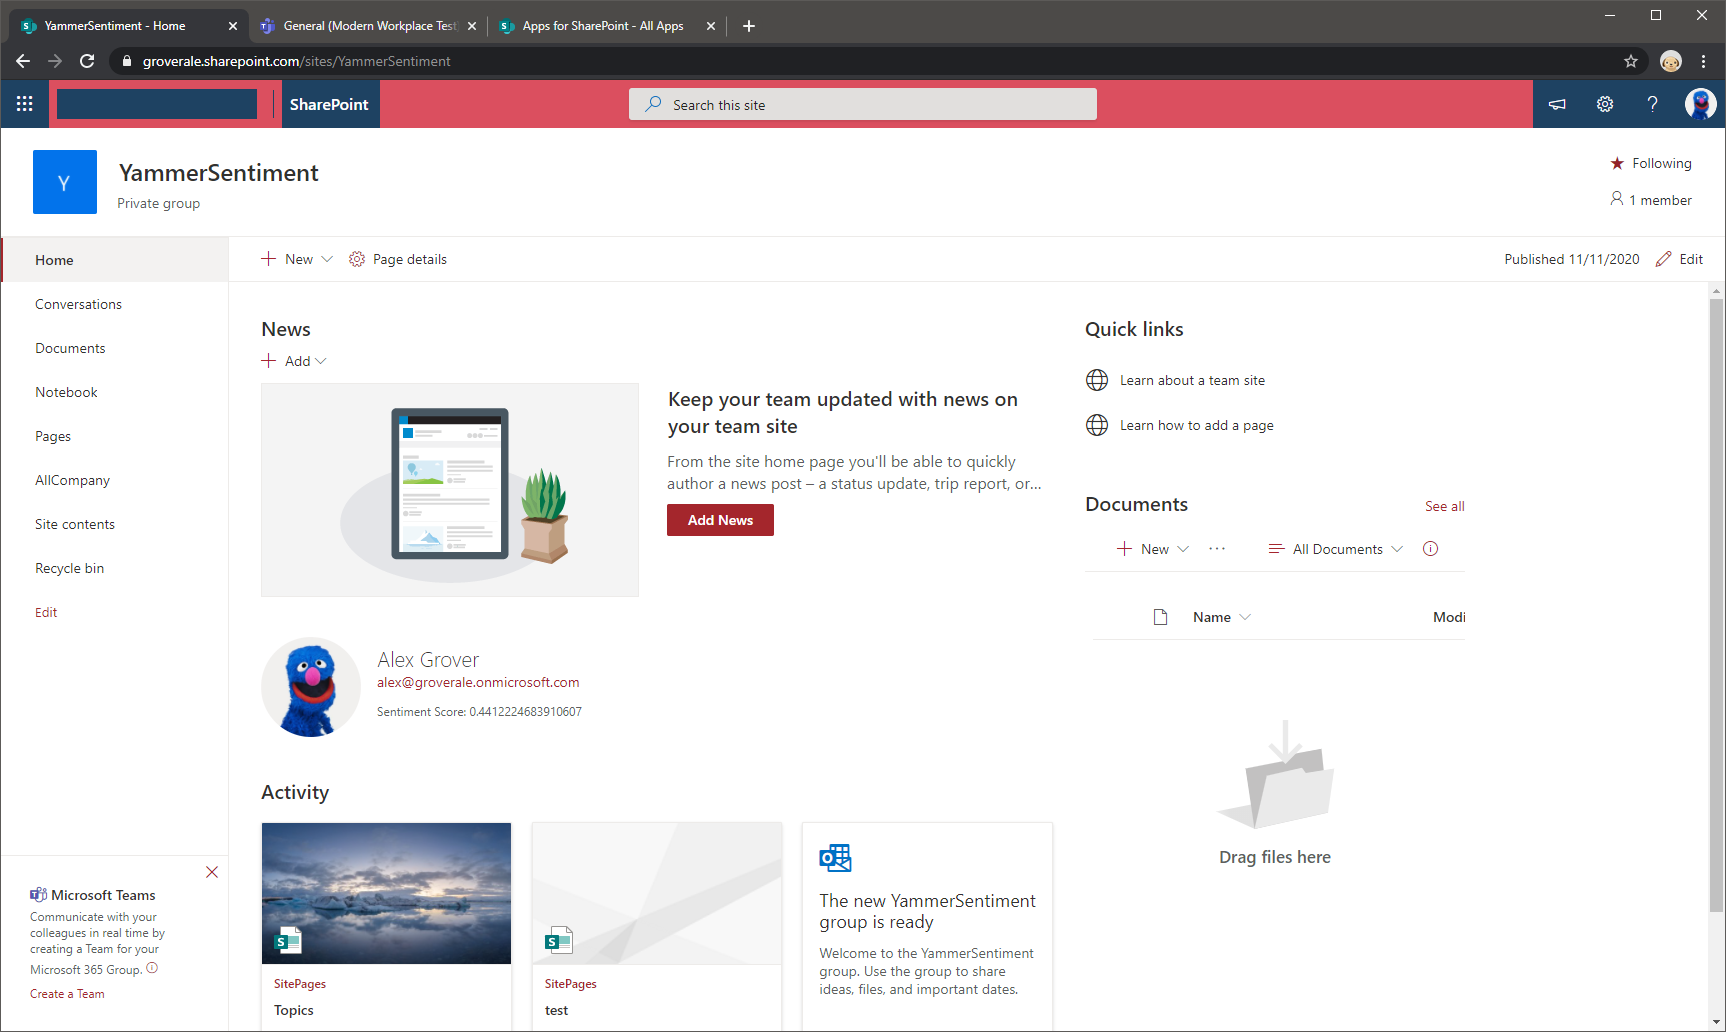 YammerSentiment - Home
General (Modern Workplace Test
Apps for SharePoint - All Apps
groverale.sharepoint.com/sites/YammerSentiment
SharePoint
Search this site
Y
YammerSentiment
Private group
Following
1 member
Home
Conversations
Documents
Notebook
Pages
AllCompany
Site contents
Recycle bin
Edit
New
Page details
Published 11/11/2020
Edit
News
Add
Keep your team updated with news on
your team site
From the site home page you'll be able to quickly
author a news post – a status update, trip report, or...
Add News
Alex Grover
alex@groverale.onmicrosoft.com
Sentiment Score: 0.4412224683910607
Quick links
Learn about a team site
Learn how to add a page
Documents
See all
New
All Documents
Name
Modi
Drag files here
Activity
S
SitePages
Topics
S
SitePages
test
The new YammerSentiment
group is ready
Welcome to the YammerSentiment
group. Use the group to share
ideas, files, and important dates.
Microsoft Teams
Communicate with your
colleagues in real time by
creating a Team for your
Microsoft 365 Group.
Create a Team